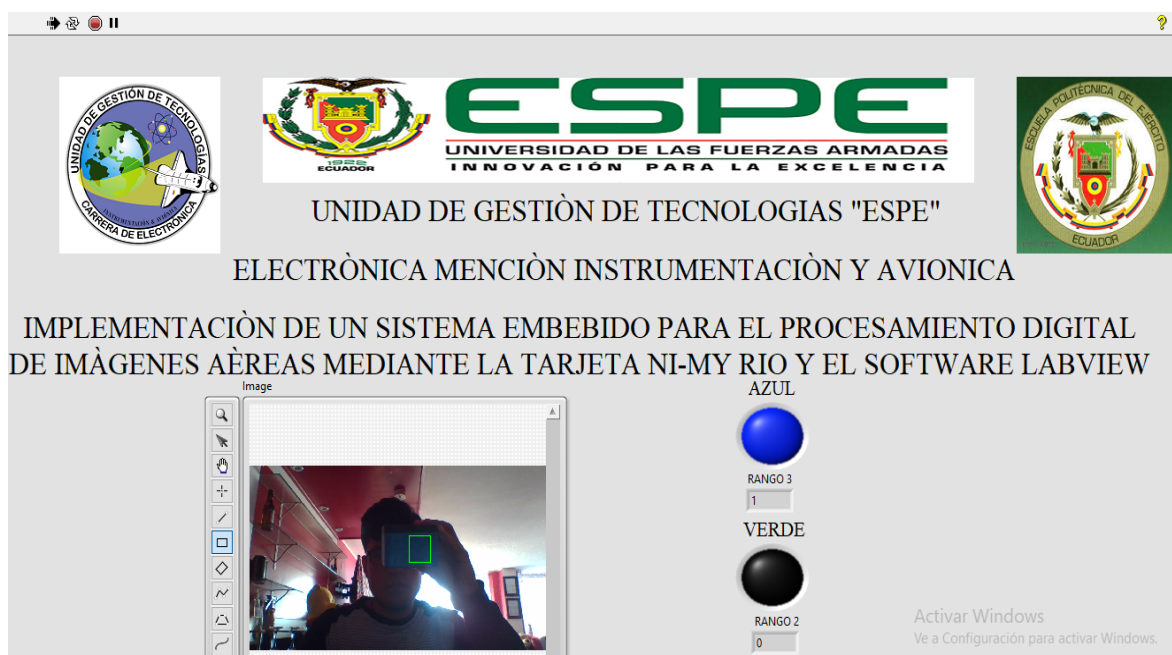 UNIDAD DE GESTIÓN DE TECNOLOGÍAS
INSTRUMENTACIÓN & AVIÓNICA
CARRERA DE ELECTRÓNICA
1922
ECUADOR
ESPE
UNIVERSIDAD DE LAS FUERZAS ARMADAS
INNOVACIÓN PARA LA EXCELENCIA
ESCUELA POLITÉCNICA DEL EJÉRCITO
ECUADOR
UNIDAD DE GESTIÒN DE TECNOLOGIAS "ESPE"
ELECTRÒNICA MENCIÒN INSTRUMENTACIÒN Y AVIONICA
IMPLEMENTACIÒN DE UN SISTEMA EMBEBIDO PARA EL PROCESAMIENTO DIGITAL
DE IMÀGENES AÈREAS MEDIANTE LA TARJETA NI-MY RIO Y EL SOFTWARE LABVIEW
Image
AZUL
RANGO 3
1
VERDE
RANGO 2
0
Activar Windows
Ve a Configuración para activar Windows.